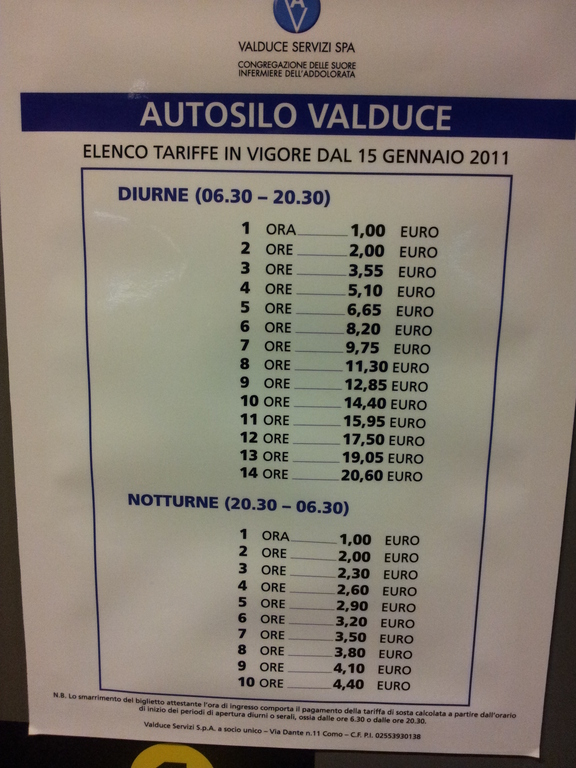 VALDUCE SERVIZI SPA
CONGREGAZIONE DELLE SUORE
INFERMIERE DELL'ADDOLORATA
AUTOSILO VALDUCE
ELENCO TARIFFE IN VIGORE DAL 15 GENNAIO 2011
DIURNE (06.30 – 20.30)
1 ORA 1,00 EURO
2 ORE 2,00 EURO
3 ORE 3,55 EURO
4 ORE 5,10 EURO
5 ORE 6,65 EURO
6 ORE 8,20 EURO
7 ORE 9,75 EURO
8 ORE 11,30 EURO
9 ORE 12,85 EURO
10 ORE 14,40 EURO
11 ORE 15,95 EURO
12 ORE 17,50 EURO
13 ORE 19,05 EURO
14 ORE 20,60 EURO
NOTTURNE (20.30 – 06.30)
1 ORA 1,00 EURO
2 ORE 2,00 EURO
3 ORE 2,30 EURO
4 ORE 2,60 EURO
5 ORE 2,90 EURO
6 ORE 3,20 EURO
7 ORE 3,50 EURO
8 ORE 3,80 EURO
9 ORE 4,10 EURO
10 ORE 4,40 EURO
N.B. Lo smarrimento del biglietto attestante l'ora di ingresso comporta il pagamento della tariffa di sosta calcolata a partire dall'orario
di inizio dei periodi di apertura diurni o serali, ossia dalle ore 6.30 o dalle ore 20.30.
Valduce Servizi S.p.A. a socio unico – Via Dante n.11 Como – C.F. P.I. 02553930138